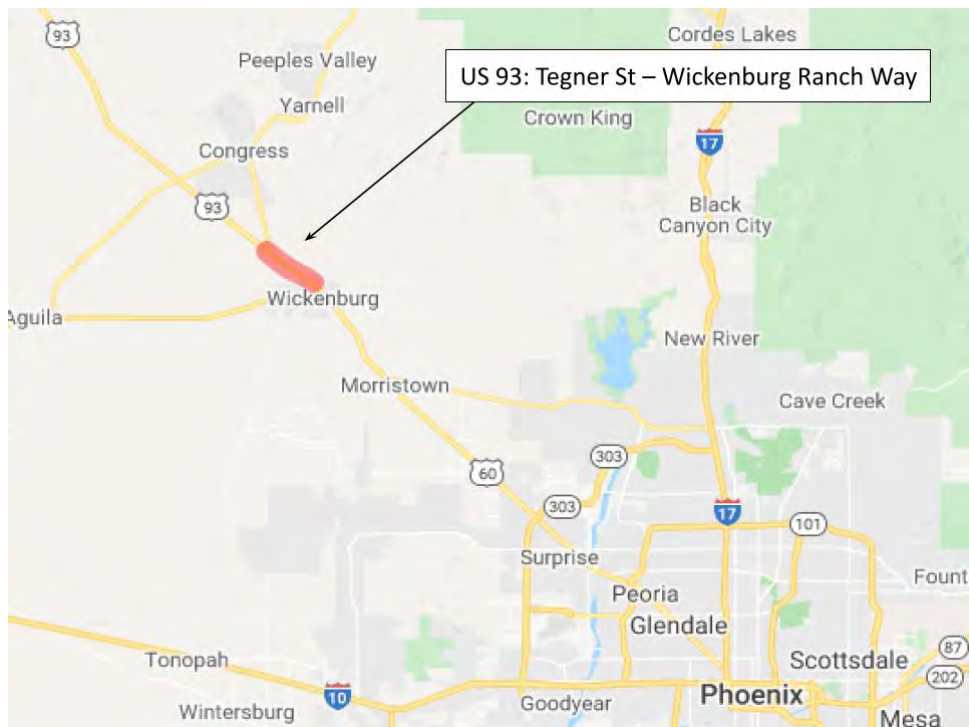 93
Cordes Lakes
Peeples Valley
US 93: Tegner St – Wickenburg Ranch Way
Yarnell
Crown King
17
Congress
93
Black
Canyon City
Wickenburg
Aguila
New River
Morristown
Cave Creek
303
60
303
17
101
Surprise
Fount
Peoria
Glendale
87
Tonopah
Scottsdale
202
10
Goodyear
Phoenix
Wintersburg
Mesa